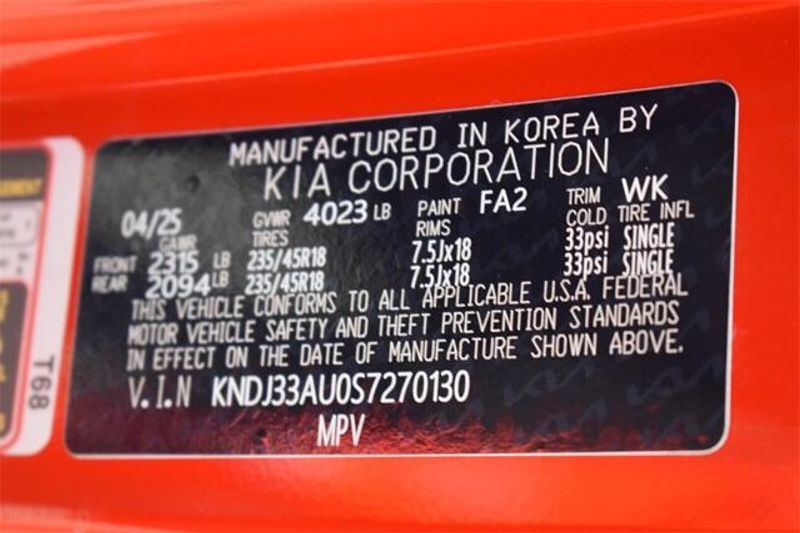 MANUFACTURED IN KOREA BY
KIA CORPORATION
04/25 GVWR 4023 LB PAINT FA2 TRIM WK
GAWR TIRES RIMS COLD TIRE INFL
FRONT 2315 LB 235/45R18 7.5Jx18 33psi SINGLE
REAR 2094 LB 235/45R18 7.5Jx18 33psi SINGLE
THIS VEHICLE CONFORMS TO ALL APPLICABLE U.S.A. FEDERAL
MOTOR VEHICLE SAFETY AND THEFT PREVENTION STANDARDS
IN EFFECT ON THE DATE OF MANUFACTURE SHOWN ABOVE.
V.I.N KNDJ33AU0S7270130
MPV
T68